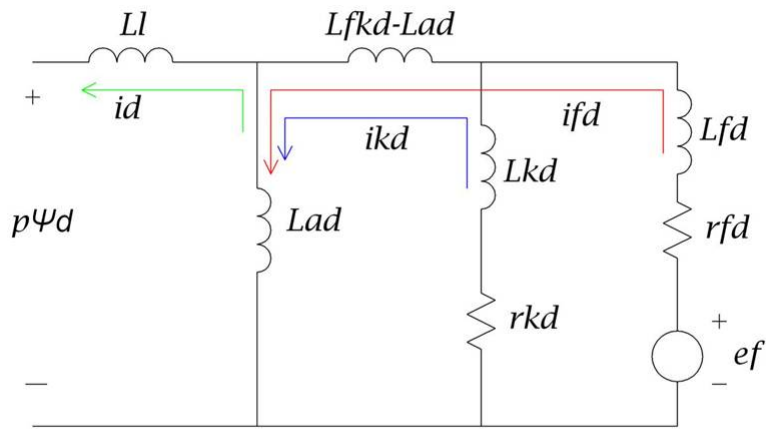 Ll Lfkd-Lad
+ id ikd ifd Lfd
Lkd
pΨd Lad rfd
rkd
+
ef
— —